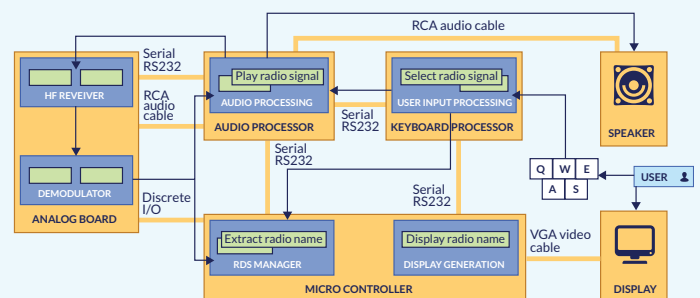 RCA audio cable
Serial
RS232
Play radio signal
Select radio signal
HF REVEIVER
RCA
audio
cable
AUDIO PROCESSING
USER INPUT PROCESSING
Serial
RS232
AUDIO PROCESSOR
KEYBOARD PROCESSOR
SPEAKER
Serial
RS232
Q W E
A S
USER
DEMODULATOR
Discrete
I/O
Serial
RS232
ANALOG BOARD
Extract radio name
Display radio name
VGA video
cable
RDS MANAGER
DISPLAY GENERATION
MICRO CONTROLLER
DISPLAY